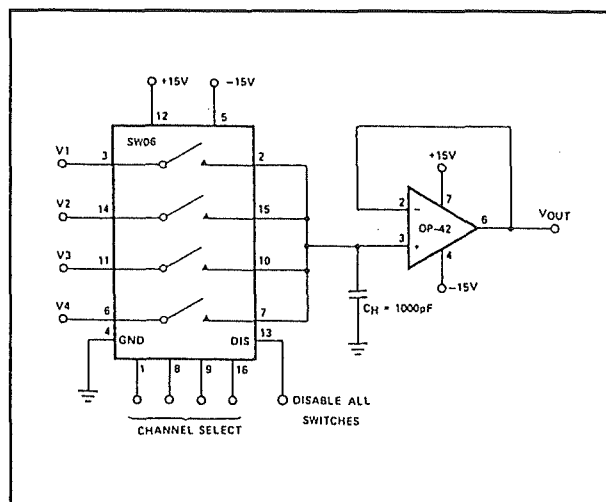 +15V
-15V
12
5
SW06
V1
3
2
V2
14
15
V3
11
10
V4
6
7
4
GND
DIS
13
1
8
9
16
DISABLE ALL
SWITCHES
CHANNEL SELECT
+15V
7
2
-
OP-42
6
VOUT
3
+
4
-15V
CH = 1000pF